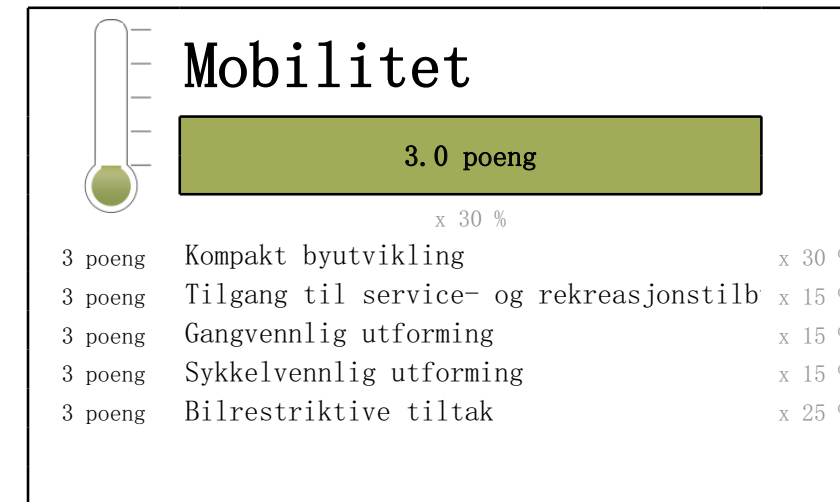 Mobilitet
3.0 poeng
x 30 %
3 poeng Kompakt byutvikling x 30
3 poeng Tilgang til service- og x 15
3 poeng Gangvennlig utforming x 15
3 poeng Sykkelvennlig utforming x 15
3 poeng Bilrestriktive tiltak x 25